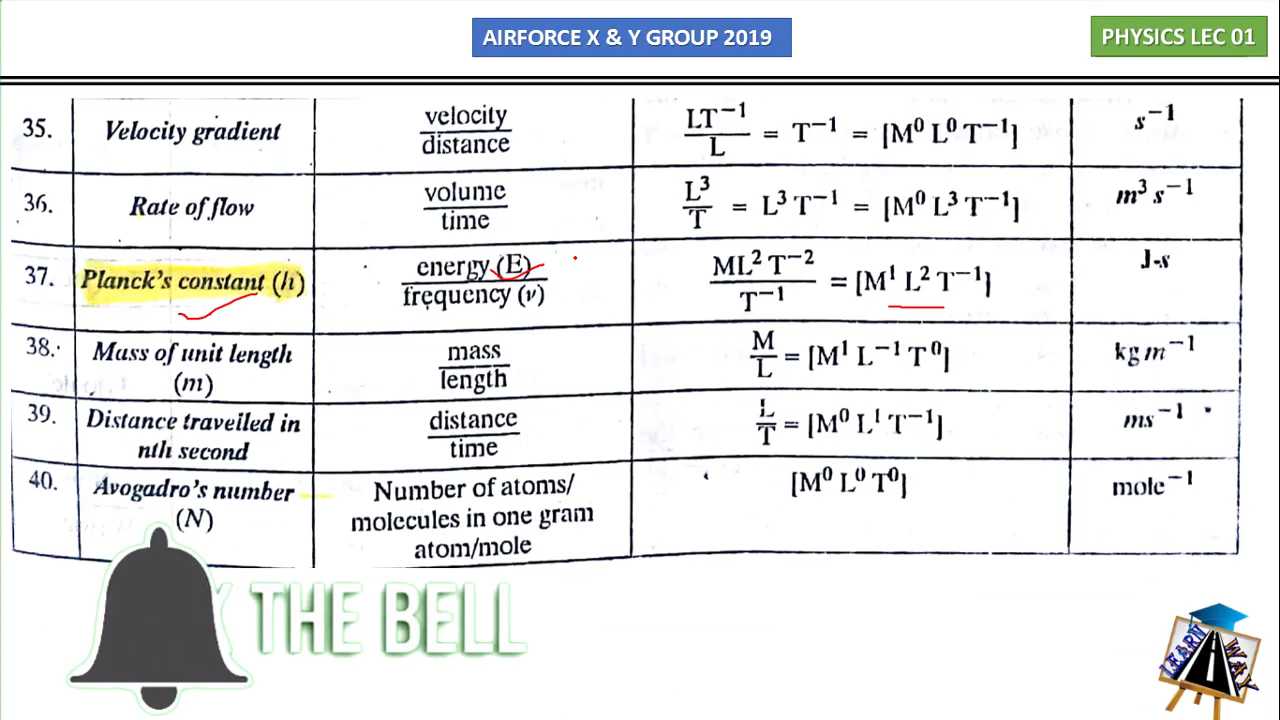 AIRFORCE X & Y GROUP 2019
PHYSICS LEC 01
35. Velocity gradient velocity/distance LT⁻¹/L = T⁻¹ = [M⁰ L⁰ T⁻¹] s⁻¹
36. Rate of flow volume/time L³/T = L³ T⁻¹ = [M⁰ L³ T⁻¹] m³ s⁻¹
37. Planck's constant (h) energy (E)/frequency (ν) ML² T⁻²/T⁻¹ = [M¹ L² T⁻¹] J-s
38. Mass of unit length (m) mass/length M/L = [M¹ L⁻¹ T⁰] kg m⁻¹
39. Distance travelled in nth second distance/time L/T = [M⁰ L¹ T⁻¹] ms⁻¹
40. Avogadro's number (N) Number of atoms/molecules in one gram atom/mole [M⁰ L⁰ T⁰] mole⁻¹
THE BELL
LEARN WAY